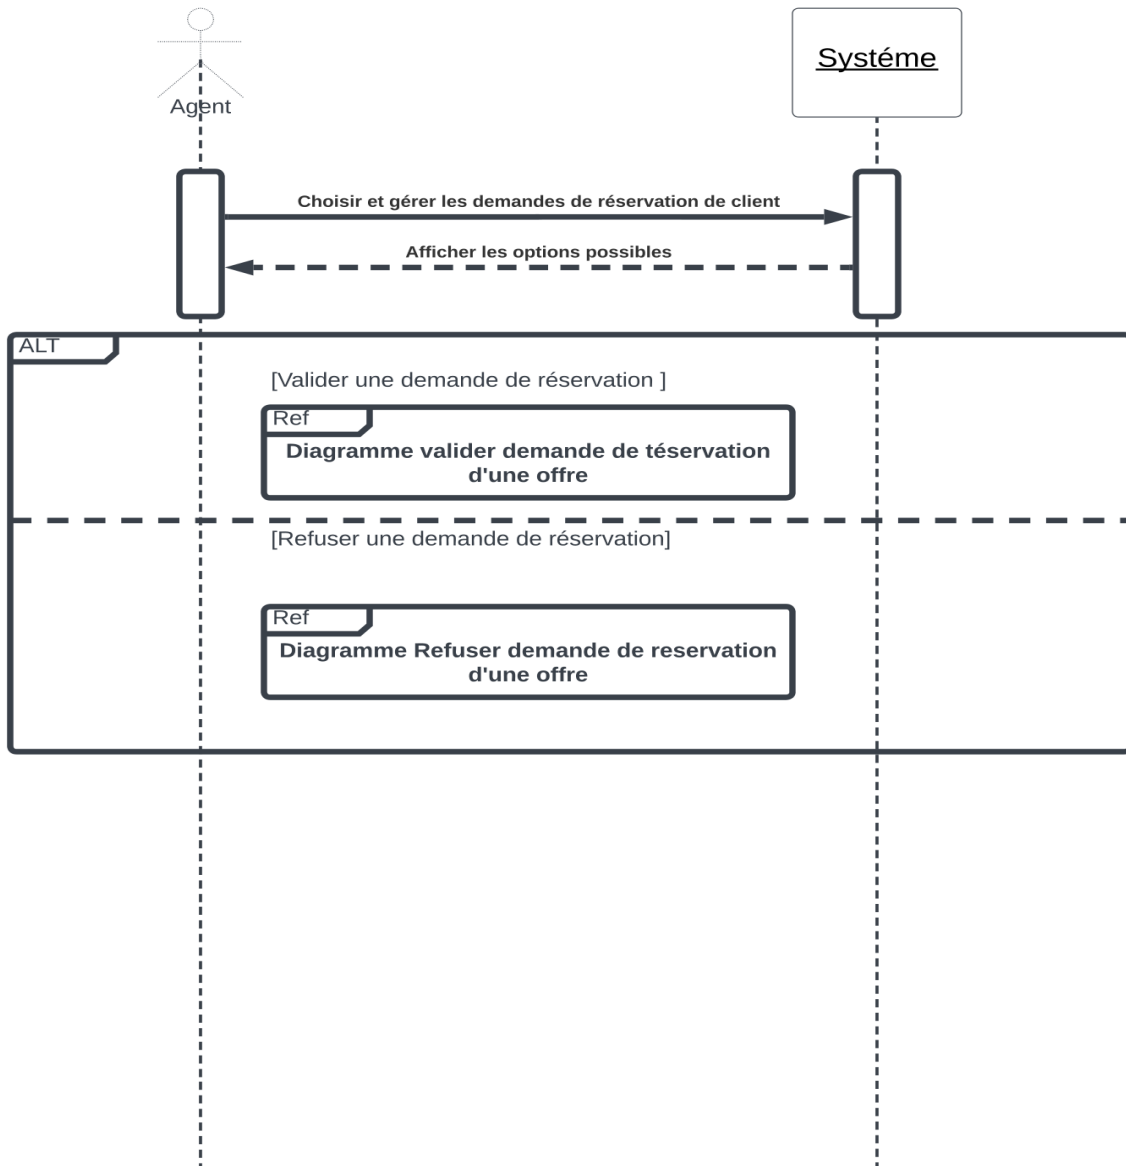 Agent
Systéme
Choisir et gérer les demandes de réservation de client
Afficher les options possibles
ALT
[Valider une demande de réservation ]
Ref
Diagramme valider demande de téservation
d'une offre
[Refuser une demande de réservation]
Ref
Diagramme Refuser demande de reservation
d'une offre